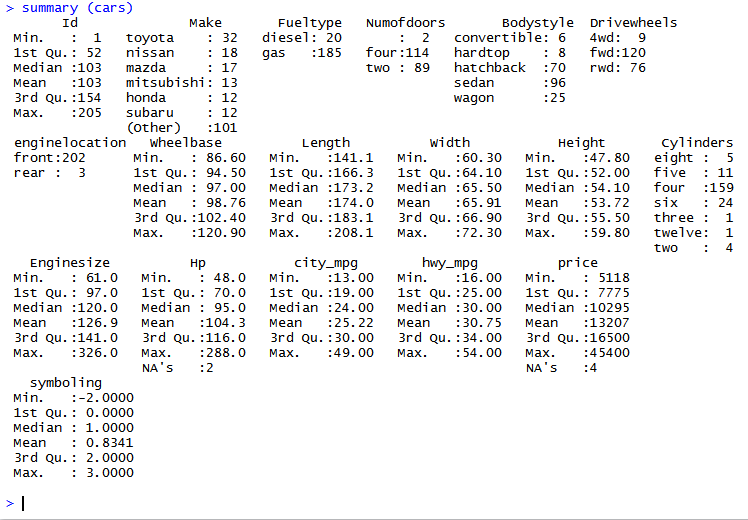 > summary (cars)
       Id              Make        Fueltype   Numofdoors       Bodystyle  Drivewheels
 Min.   :  1   toyota    : 32   diesel: 20       :  2   convertible: 6   4wd:  9
 1st Qu.: 52   nissan    : 18   gas   :185   four:114   hardtop    : 8   fwd:120
 Median :103   mazda     : 17                two : 89   hatchback  :70   rwd: 76
 Mean   :103   mitsubishi: 13                           sedan      :96
 3rd Qu.:154   honda     : 12                           wagon      :25
 Max.   :205   subaru    : 12
               (Other)   :101
 enginelocation   Wheelbase          Length          Width           Height        Cylinders
 front:202      Min.   : 86.60   Min.   :141.1   Min.   :60.30   Min.   :47.80   eight :  5
 rear :  3      1st Qu.: 94.50   1st Qu.:166.3   1st Qu.:64.10   1st Qu.:52.00   five  : 11
                Median : 97.00   Median :173.2   Median :65.50   Median :54.10   four  :159
                Mean   : 98.76   Mean   :174.0   Mean   :65.91   Mean   :53.72   six   : 24
                3rd Qu.:102.40   3rd Qu.:183.1   3rd Qu.:66.90   3rd Qu.:55.50   three :  1
                Max.   :120.90   Max.   :208.1   Max.   :72.30   Max.   :59.80   twelve:  1
                                                                                 two   :  4
   Enginesize          Hp           city_mpg        hwy_mpg          price
 Min.   : 61.0   Min.   : 48.0   Min.   :13.00   Min.   :16.00   Min.   : 5118
 1st Qu.: 97.0   1st Qu.: 70.0   1st Qu.:19.00   1st Qu.:25.00   1st Qu.: 7775
 Median :120.0   Median : 95.0   Median :24.00   Median :30.00   Median :10295
 Mean   :126.9   Mean   :104.3   Mean   :25.22   Mean   :30.75   Mean   :13207
 3rd Qu.:141.0   3rd Qu.:116.0   3rd Qu.:30.00   3rd Qu.:34.00   3rd Qu.:16500
 Max.   :326.0   Max.   :288.0   Max.   :49.00   Max.   :54.00   Max.   :45400
                 NA's   :2                                       NA's   :4
   symboling
 Min.   :-2.0000
 1st Qu.: 0.0000
 Median : 1.0000
 Mean   : 0.8341
 3rd Qu.: 2.0000
 Max.   : 3.0000
>